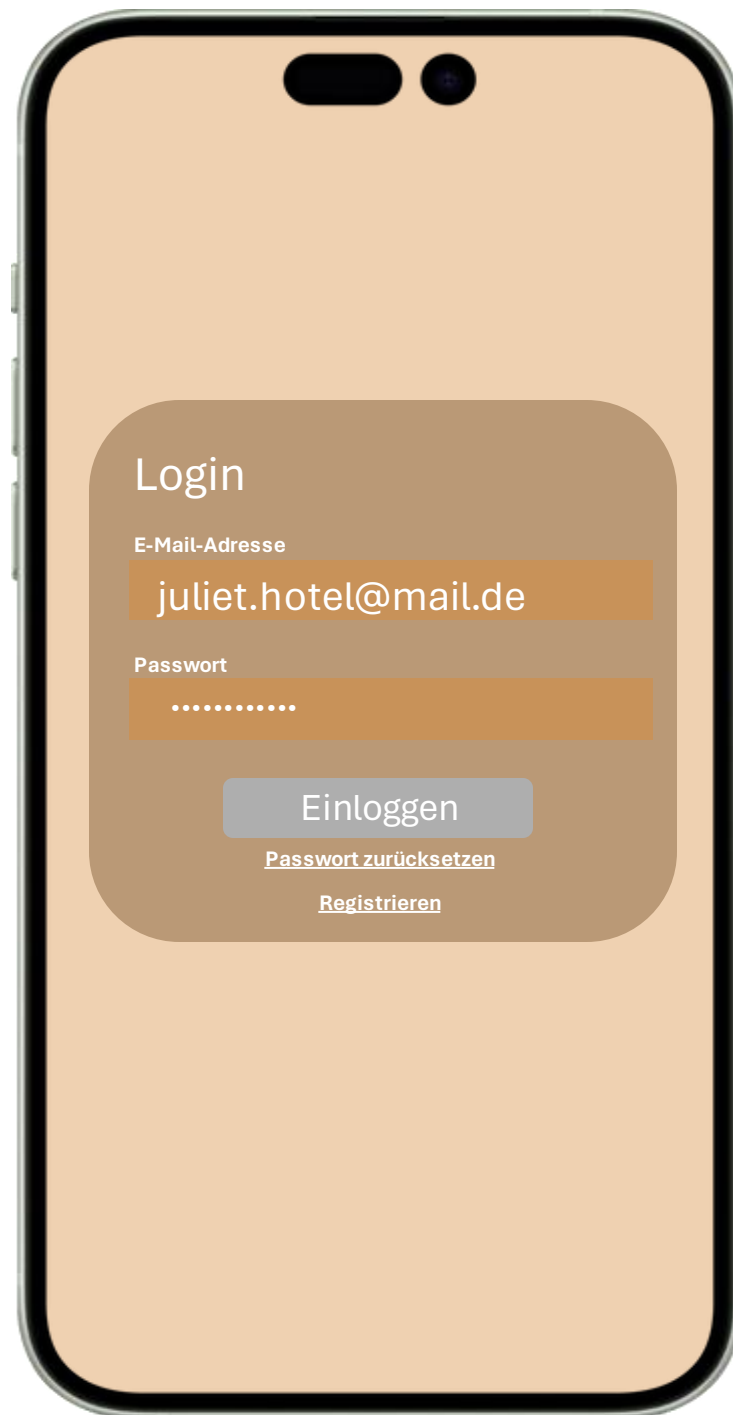 Login
E-Mail-Adresse
juliet.hotel@mail.de
Passwort
••••••••••••
Einloggen
Passwort zurücksetzen
Registrieren